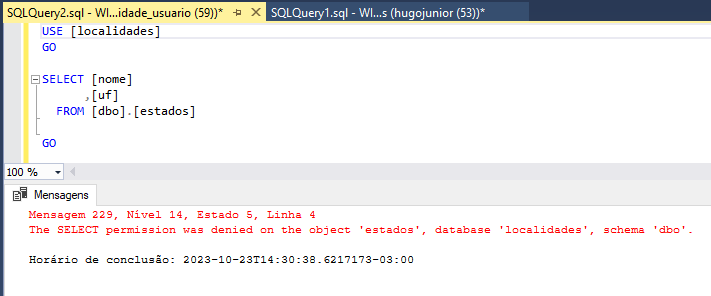 SQLQuery2.sql - WI...idade_usuario (59))*
SQLQuery1.sql - WI...s (hugojunior (53))*
USE [localidades]
GO
SELECT [nome]
,[uf]
FROM [dbo].[estados]
GO
100 %
Mensagens
Mensagem 229, Nível 14, Estado 5, Linha 4
The SELECT permission was denied on the object 'estados', database 'localidades', schema 'dbo'.
Horário de conclusão: 2023-10-23T14:30:38.6217173-03:00